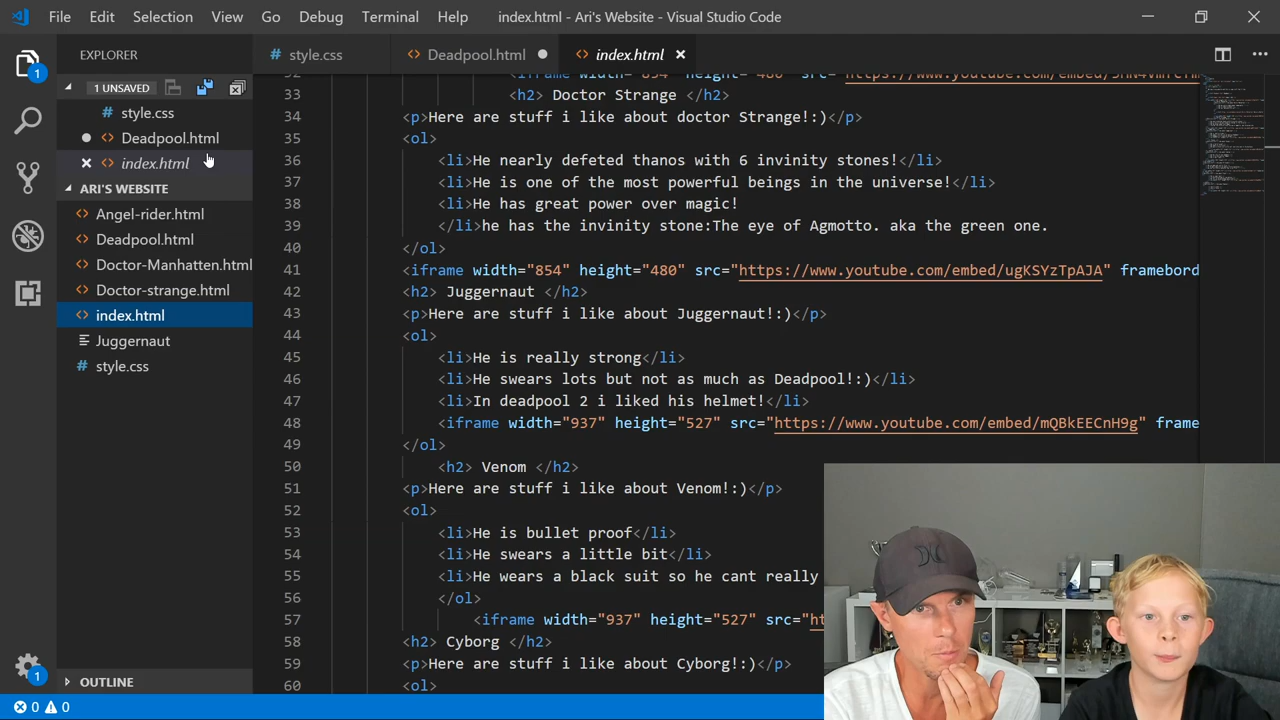 File Edit Selection View Go Debug Terminal Help index.html - Ari's Website - Visual Studio Code
EXPLORER
style.css
Deadpool.html
index.html
1
1 UNSAVED
style.css
Deadpool.html
index.html
ARI'S WEBSITE
Angel-rider.html
Deadpool.html
Doctor-Manhatten.html
Doctor-strange.html
index.html
Juggernaut
style.css
OUTLINE
1
0 0
33 <h2> Doctor Strange </h2>
34 <p>Here are stuff i like about doctor Strange!:)</p>
35 <ol>
36 <li>He nerly defeted thanos with 6 invinity stones!</li>
37 <li>He is one of the most powerful beings in the universe!</li>
38 <li>He has great power over magic!
39 </li>he has the invinity stone:The eye of Agmotto. aka the green one.
40 </ol>
41 <iframe width="854" height="480" src="https://www.youtube.com/embed/ugKSYzTpAJA" framebord
42 <h2> Juggernaut </h2>
43 <p>Here are stuff i like about Juggernaut!:)</p>
44 <ol>
45 <li>He is really strong</li>
46 <li>He swears lots but not as much as Deadpool!:)</li>
47 <li>In deadpool 2 i liked his helmet!</li>
48 <iframe width="937" height="527" src="https://www.youtube.com/embed/mQBkEECnH9g" frame
49 </ol>
50 <h2> Venom </h2>
51 <p>Here are stuff i like about Venom!:)</p>
52 <ol>
53 <li>He is bullet proof</li>
54 <li>He swears a little bit</li>
55 <li>He wears a black suit so he cant really
56 </ol>
57 <iframe width="937" height="527" src="ht
58 <h2> Cyborg </h2>
59 <p>Here are stuff i like about Cyborg!:)</p>
60 <ol>